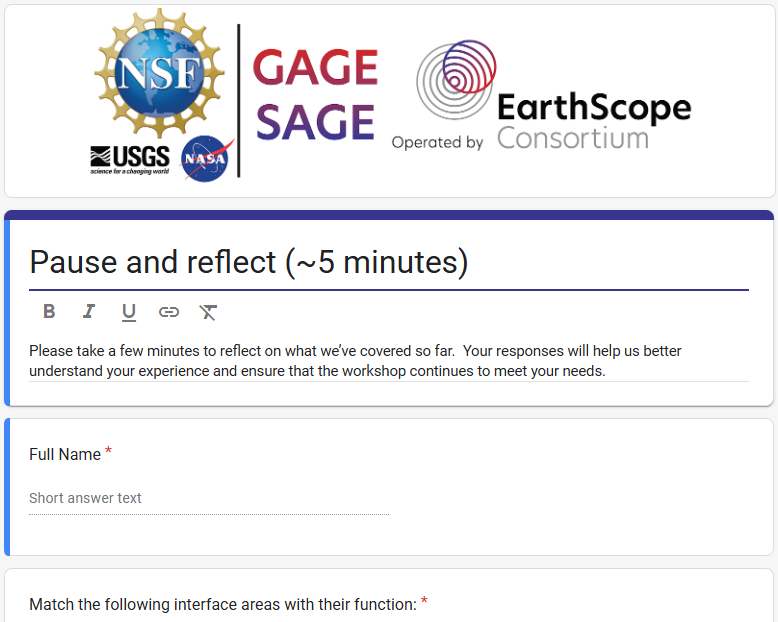 NSF
GAGE
SAGE
USGS
science for a changing world
NASA
Operated by
EarthScope
Consortium
Pause and reflect (~5 minutes)
B I U
Please take a few minutes to reflect on what we’ve covered so far.  Your responses will help us better
understand your experience and ensure that the workshop continues to meet your needs.
Full Name *
Short answer text
Match the following interface areas with their function: *